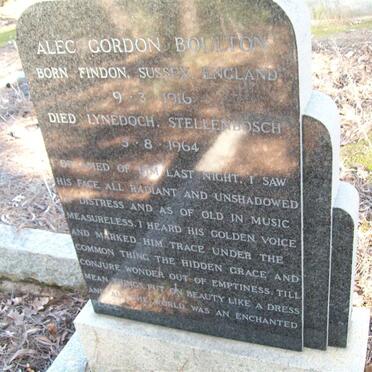 ALEC GORDON BOULTON
BORN FINDON, SUSSEX, ENGLAND
9 · 3 · 1916
DIED LYNEDOCH, STELLENBOSCH
5 · 8 · 1964
DREAMED OF HIM LAST NIGHT, I SAW
HIS FACE ALL RADIANT AND UNSHADOWED
DISTRESS AND AS OF OLD IN MUSIC
MEASURELESS, I HEARD HIS GOLDEN VOICE
AND MARKED HIM TRACE UNDER THE
COMMON THING THE HIDDEN GRACE AND
CONJURE WONDER OUT OF EMPTINESS, TILL
MEAN THINGS PUT ON BEAUTY LIKE A DRESS
AND ALL THE WORLD WAS AN ENCHANTED